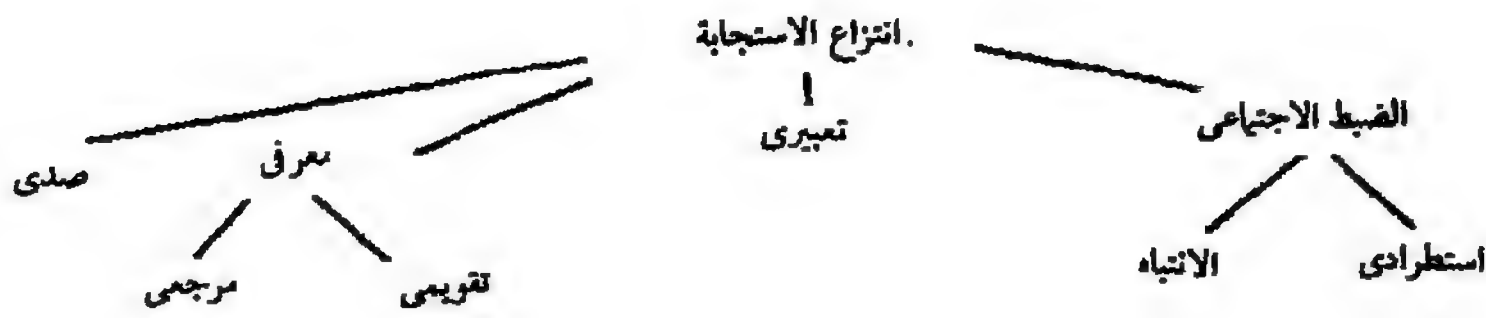 انتزاع الاستجابة.
الضبط الاجتماعى
تعبيرى
معرفى
صدى
استطرادى
الانتباه
تقويمى
مرجعى